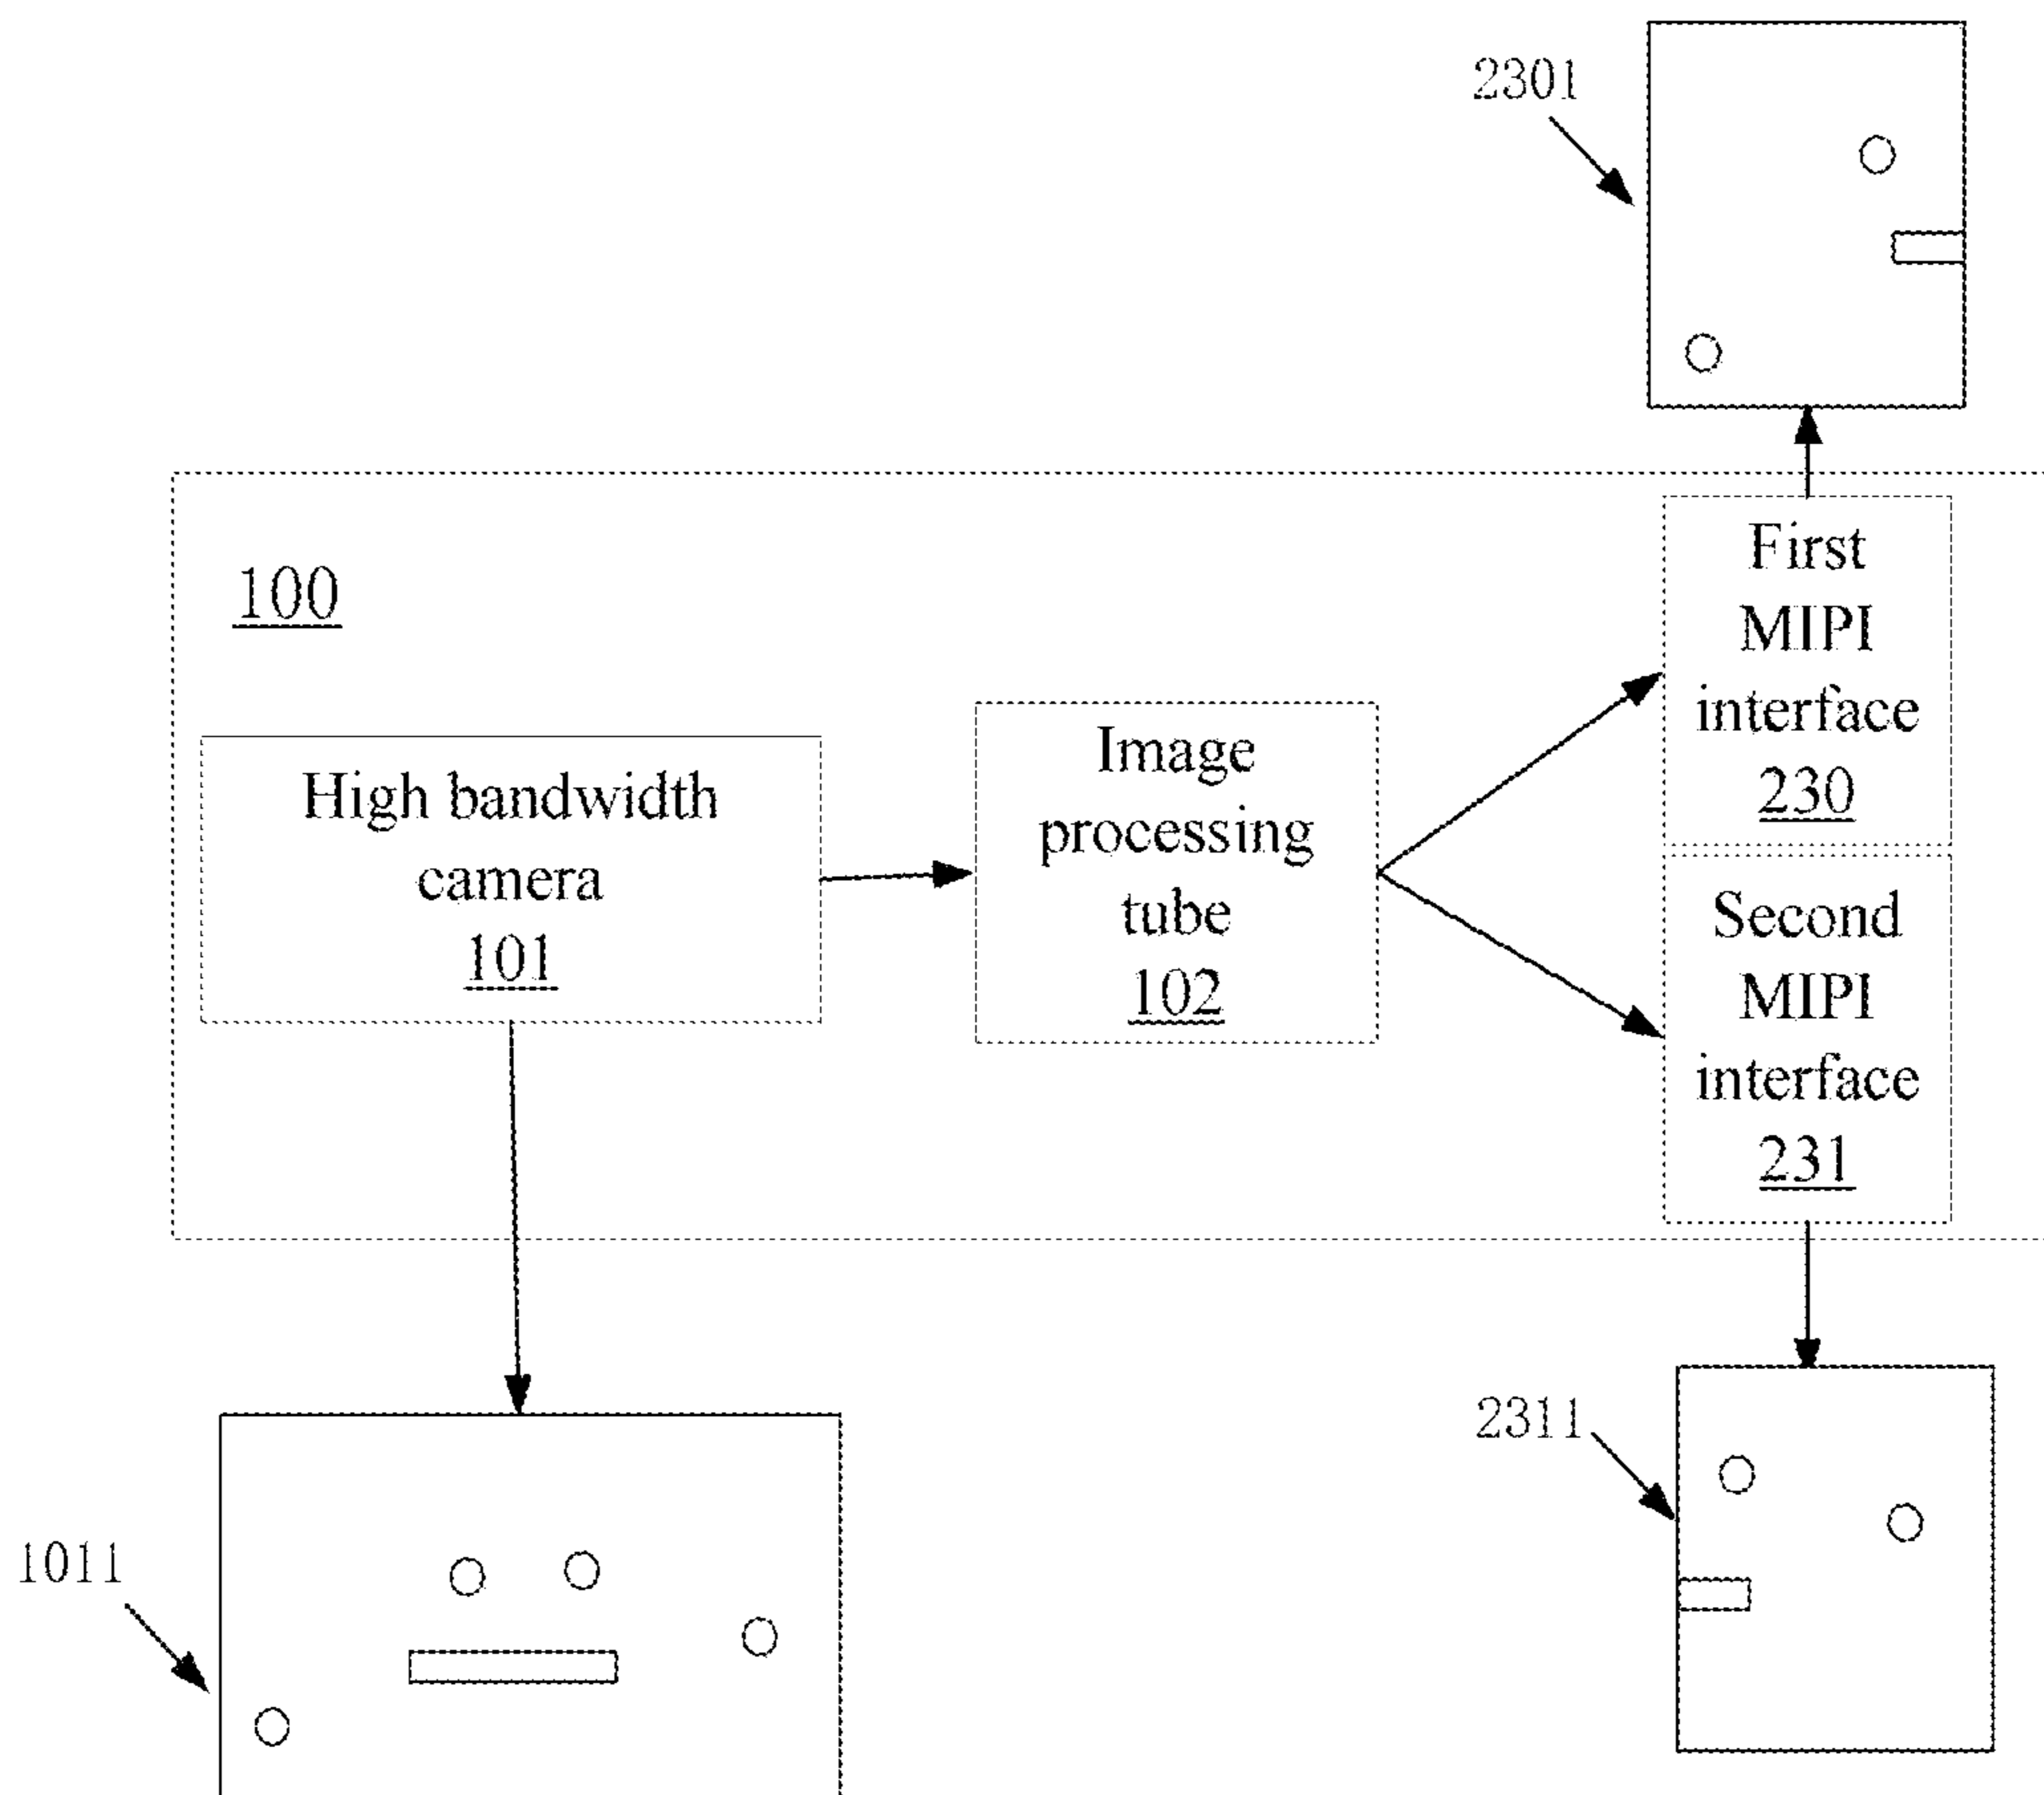 2301
100
First
MIPI
interface
230
High bandwidth
camera
101
Image
processing
tube
102
Second
MIPI
interface
231
2311
1011